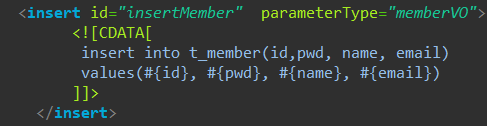 <insert id="insertMember"  parameterType="memberVO">
<![CDATA[
insert into t_member(id,pwd, name, email)
values(#{id}, #{pwd}, #{name}, #{email})
]]>
</insert>